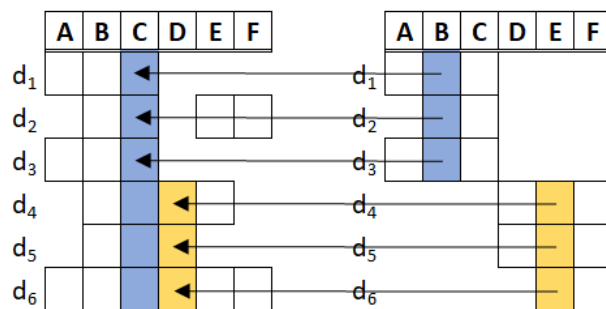 A B C D E F A B C D E F
d1 d1
d2 d2
d3 d3
d4 d4
d5 d5
d6 d6